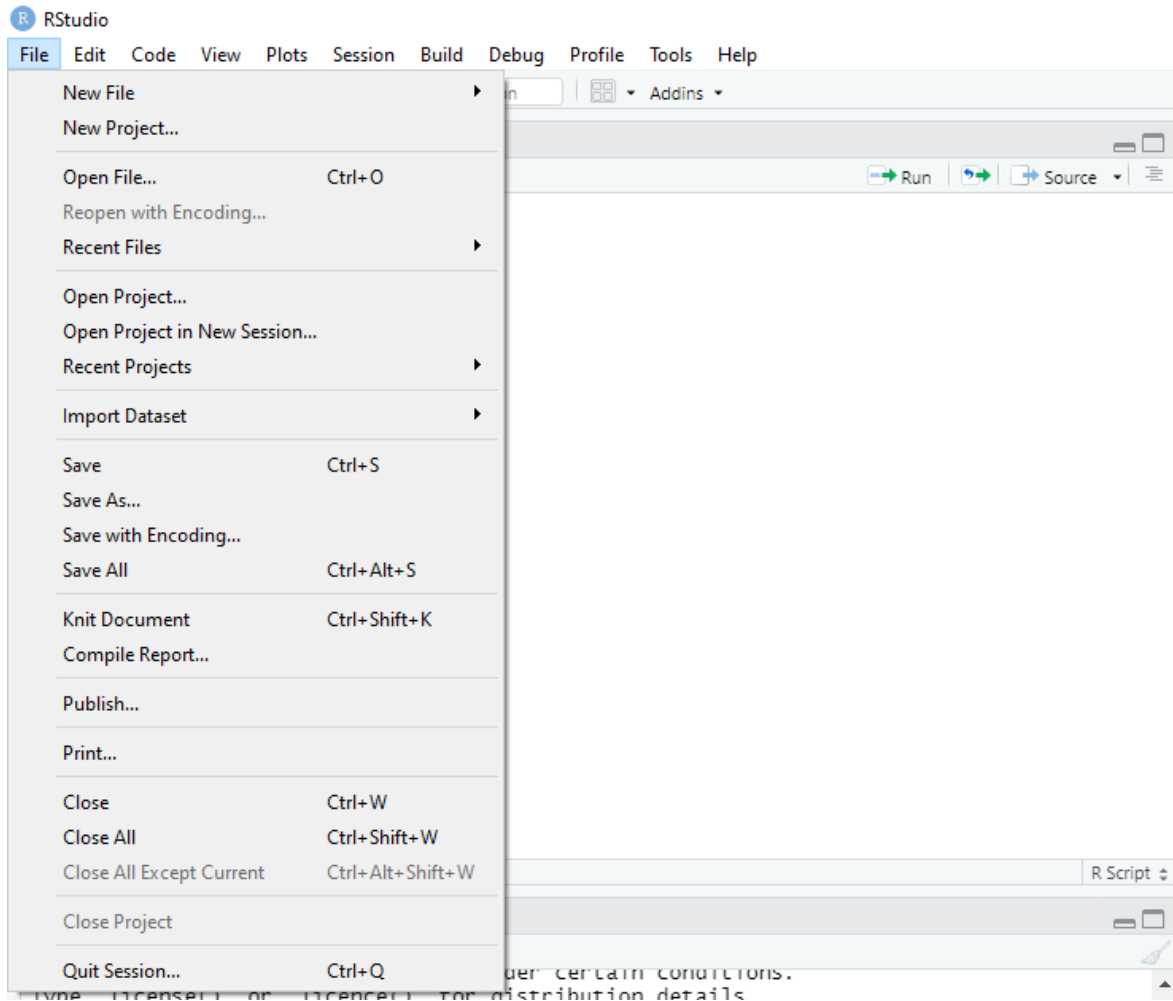 RStudio
File Edit Code View Plots Session Build Debug Profile Tools Help
New File
Addins
New Project...
Open File... Ctrl+O
Run Source
Reopen with Encoding...
Recent Files
Open Project...
Open Project in New Session...
Recent Projects
Import Dataset
Save Ctrl+S
Save As...
Save with Encoding...
Save All Ctrl+Alt+S
Knit Document Ctrl+Shift+K
Compile Report...
Publish...
Print...
Close Ctrl+W
Close All Ctrl+Shift+W
Close All Except Current Ctrl+Alt+Shift+W
R Script
Close Project
Quit Session... Ctrl+Q
certain conditions.
distribution details